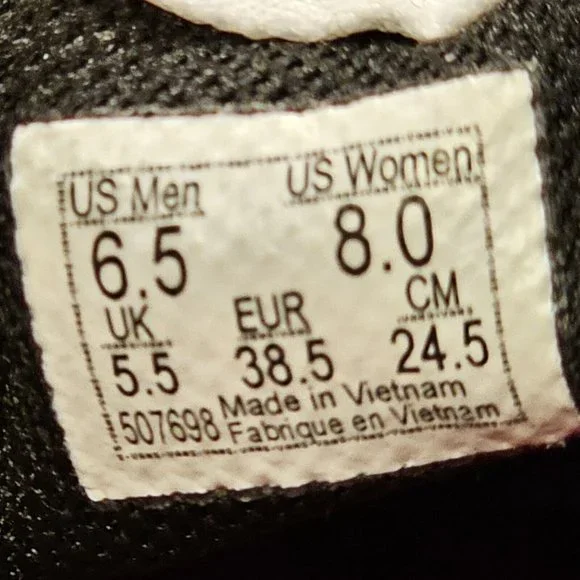 US Men US Women
6.5 8.0
UK EUR CM
5.5 38.5 24.5
507698 Made in Vietnam
Fabrique en Vietnam